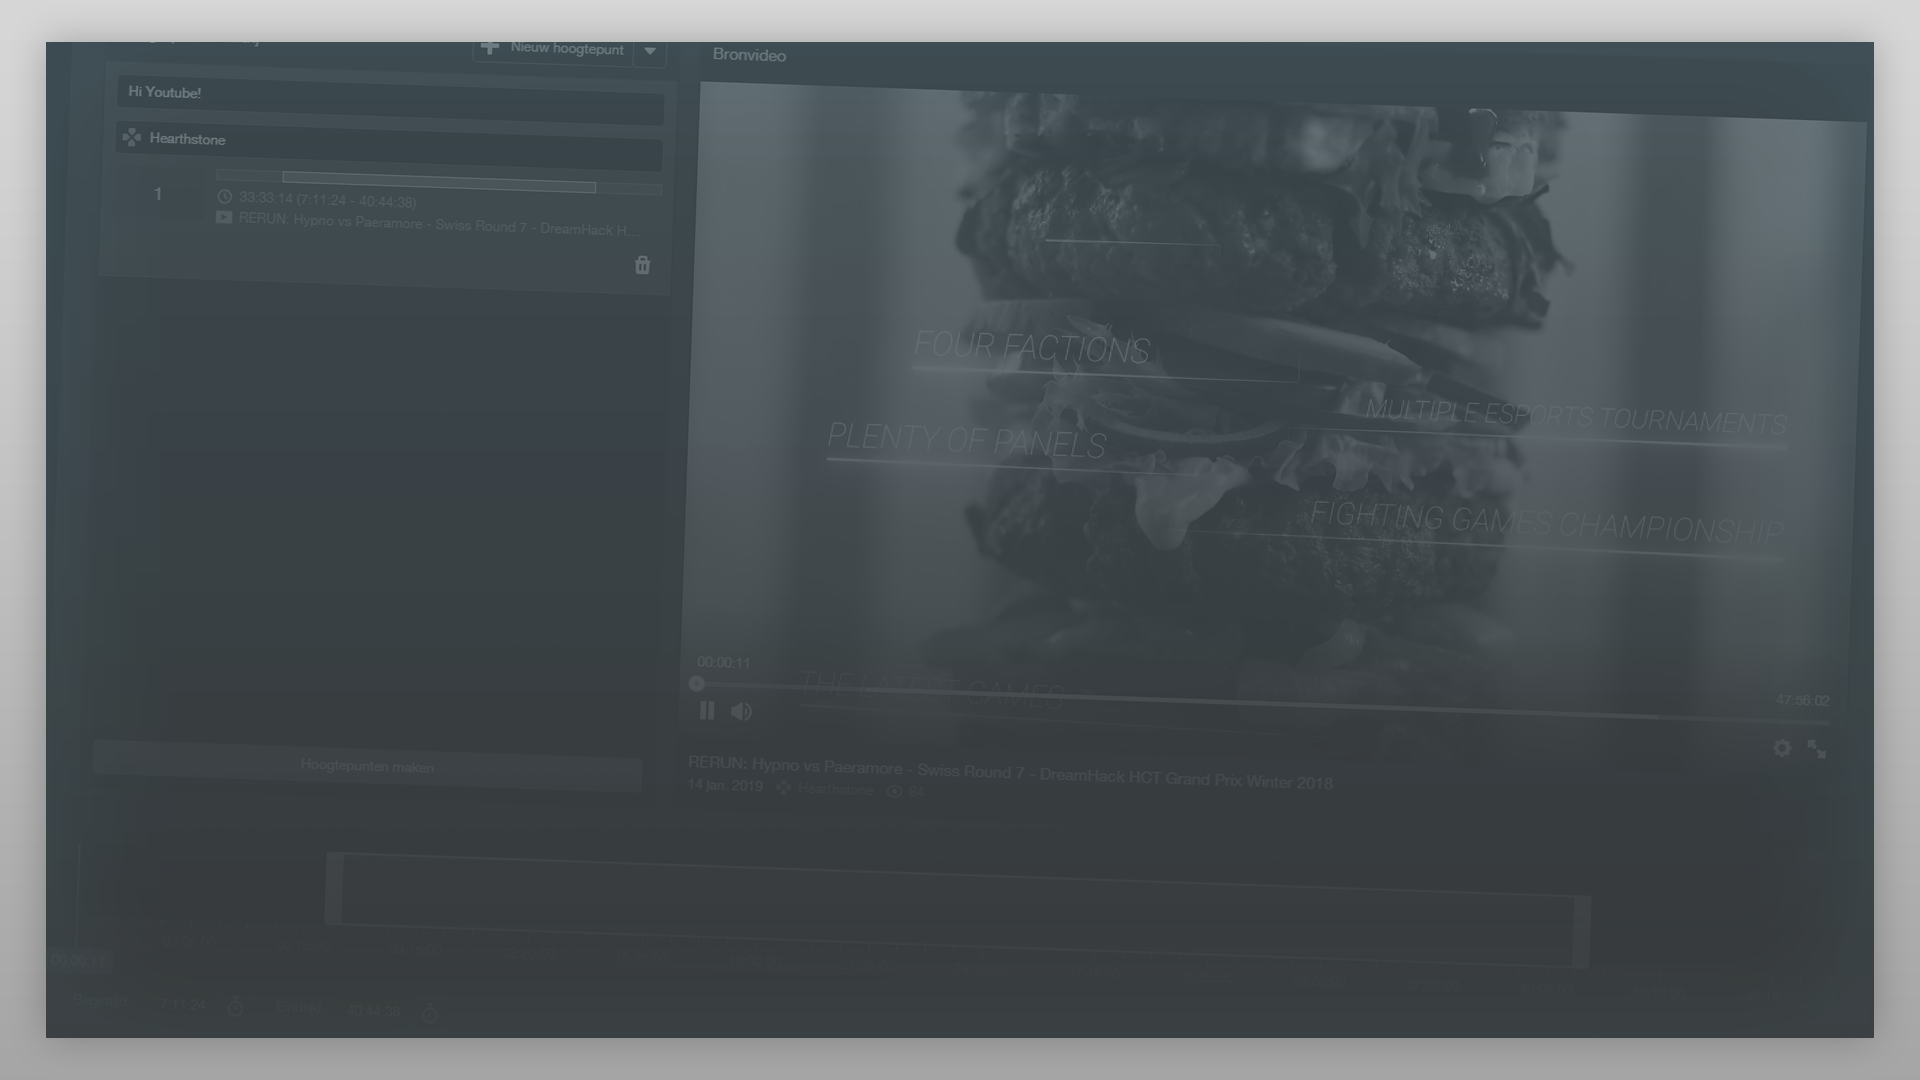 Nieuw hoogtepunt
Bronvideo
Hi Youtube!
Hearthstone
1
33:33:14 (7:11:24 - 40:44:38)
RERUN: Hypno vs Paeramore - Swiss Round 7 - DreamHack H...
FOUR FACTIONS
MULTIPLE ESPORTS TOURNAMENTS
PLENTY OF PANELS
FIGHTING GAMES CHAMPIONSHIP
00:00:11
THE LATEST GAMES
47:56:02
Hoogtepunten maken
RERUN: Hypno vs Paeramore - Swiss Round 7 - DreamHack HCT Grand Prix Winter 2018
14 jan. 2019 Hearthstone 84
00:00:11
7:11:24 40:44:38